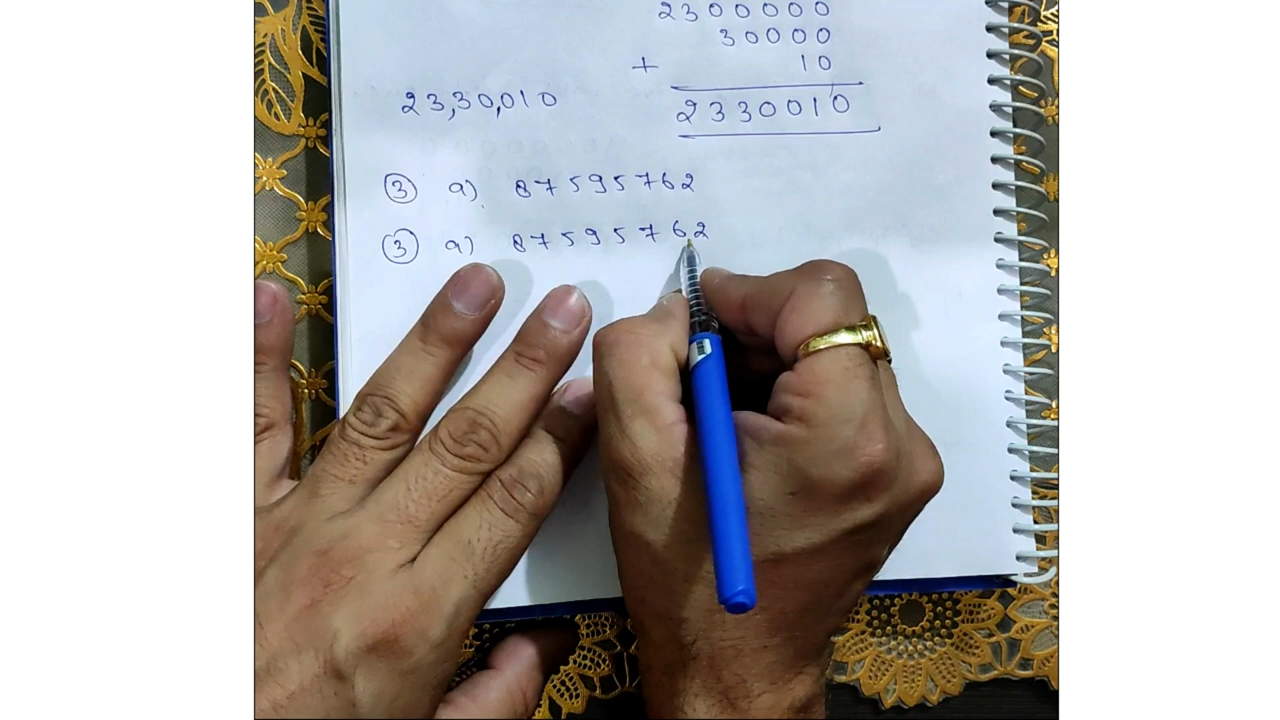 2300000
30000
+ 10
23,30,010
2330010
3 a) 87595762
3 a) 87595762